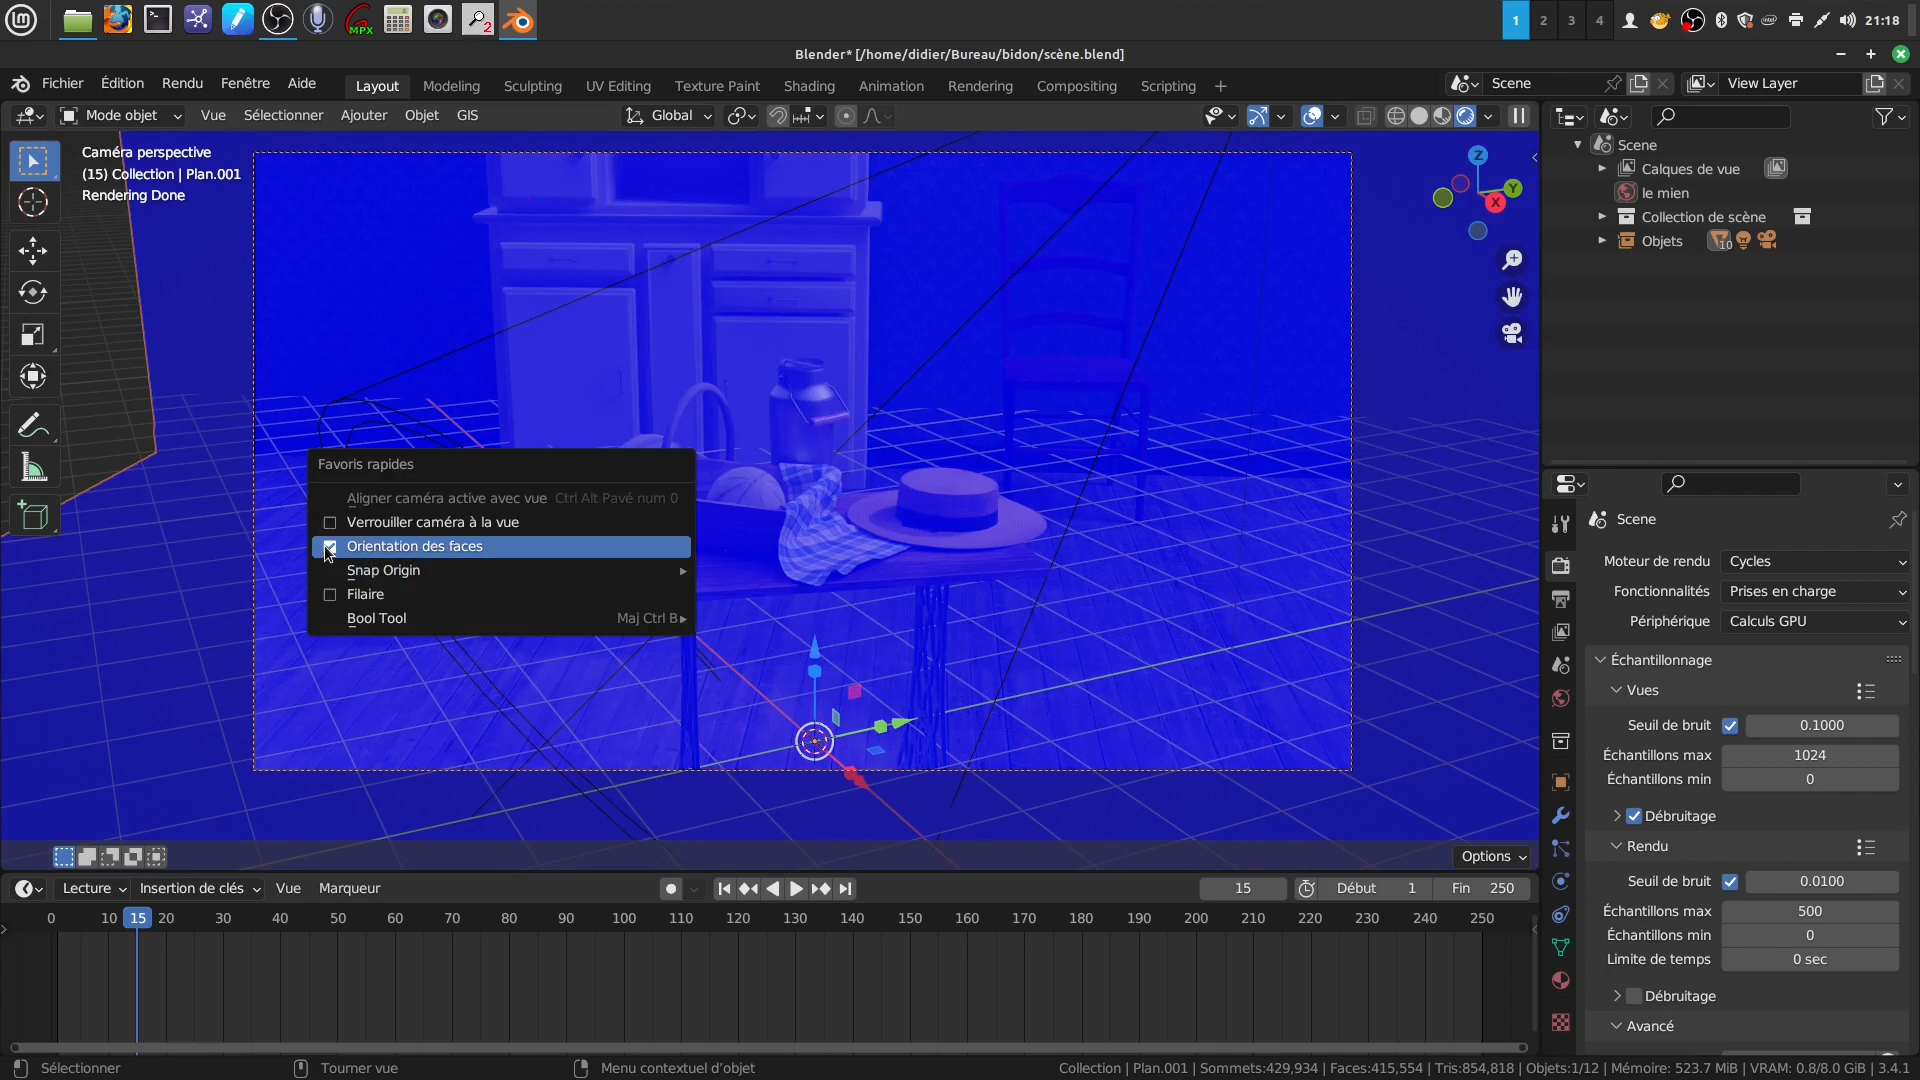 MPX
2
1
2
3
4
21:18
Blender* [/home/didier/Bureau/bidon/scène.blend]
Fichier
Édition
Rendu
Fenêtre
Aide
Layout
Modeling
Sculpting
UV Editing
Texture Paint
Shading
Animation
Rendering
Compositing
Scripting
Scene
View Layer
Mode objet
Vue
Sélectionner
Ajouter
Objet
GIS
Global
Caméra perspective
(15) Collection | Plan.001
Rendering Done
Z
Y
X
Scene
Calques de vue
le mien
Collection de scène
Objets
10
Favoris rapides
Aligner caméra active avec vue Ctrl Alt Pavé num 0
Verrouiller caméra à la vue
Orientation des faces
Snap Origin
Filaire
Bool Tool Maj Ctrl B
Options
Scene
Moteur de rendu Cycles
Fonctionnalités Prises en charge
Périphérique Calculs GPU
Échantillonnage
Vues
Seuil de bruit 0.1000
Échantillons max 1024
Échantillons min 0
Débruitage
Rendu
Seuil de bruit 0.0100
Échantillons max 500
Échantillons min 0
Limite de temps 0 sec
Débruitage
Avancé
Lecture
Insertion de clés
Vue
Marqueur
15
Début 1
Fin 250
0 10 15 20 30 40 50 60 70 80 90 100 110 120 130 140 150 160 170 180 190 200 210 220 230 240 250
Sélectionner
Tourner vue
Menu contextuel d'objet
Collection | Plan.001 | Sommets:429,934 | Faces:415,554 | Tris:854,818 | Objets:1/12 | Mémoire: 523.7 MiB | VRAM: 0.8/8.0 GiB | 3.4.1